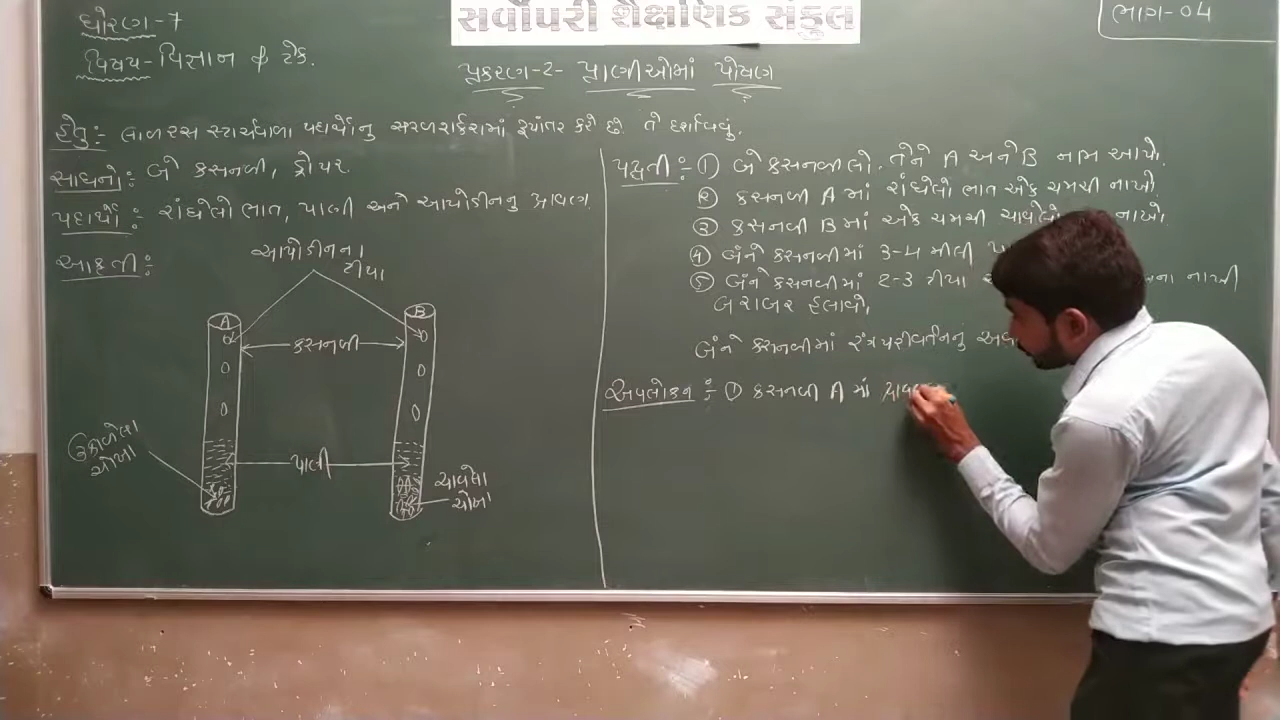 સર્વોપરી શૈક્ષણિક સંકુલ
ધોરણ-7
ભાગ-04
વિષય-વિજ્ઞાન & ટેક.
પ્રકરણ-2- પ્રાણીઓમાં પોષણ
હેતુ:- લાળરસ સ્ટાર્ચવાળા પદાર્થોનું સરળશર્કરામાં રૂપાંતર કરે છે. તે દર્શાવવું.
સાધનો:- બે કસનળી, ડ્રોપર.
પદાર્થો:- રાંધેલો ભાત, પાણી અને આયોડીનનું દ્રાવણ
આકૃતી:-
આયોડીનના
ટીપા
A
B
કસનળી
પાણી
ઉકાળેલા
ચોખા
ચાવેલા
ચોખા
પદ્ધતી:- ① બે કસનળી લો. તેને A અને B નામ આપો.
② કસનળી A માં રાંધેલો ભાત એક ચમચી નાખો.
③ કસનળી B માં એક ચમચી ચાવેલો નાખો.
④ બંને કસનળીમાં 3-4 મીલી
⑤ બંને કસનળીમાં 2-3 ટીપા નાખી
બરાબર હલાવો.
બંને કસનળીમાં રંગપરીવર્તનનું
અવલોકન:- ① કસનળી A માં